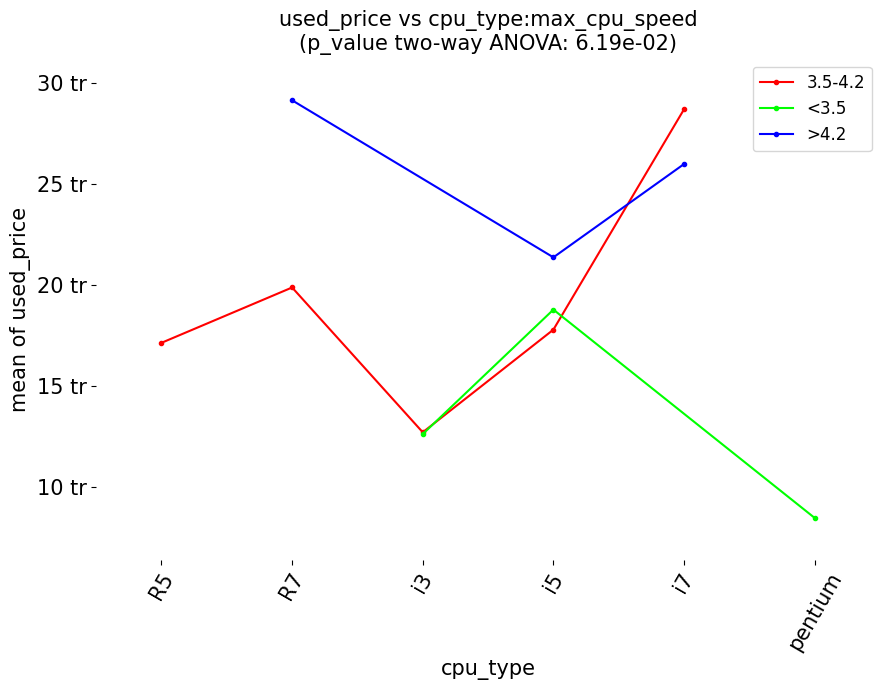 used_price vs cpu_type:max_cpu_speed
(p_value two-way ANOVA: 6.19e-02)
3.5-4.2
<3.5
>4.2
30 tr
25 tr
20 tr
15 tr
10 tr
mean of used_price
R5
R7
i3
i5
i7
pentium
cpu_type